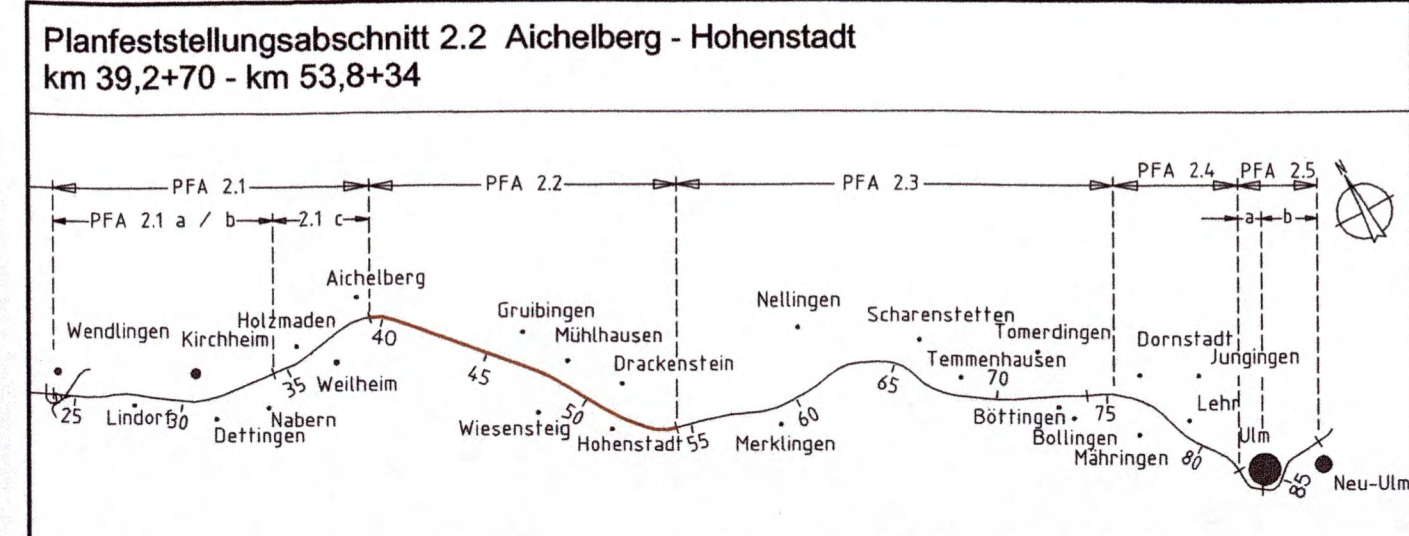 Planfeststellungsabschnitt 2.2 Aichelberg - Hohenstadt
km 39,2+70 - km 53,8+34
PFA 2.1
PFA 2.2
PFA 2.3
PFA 2.4
PFA 2.5
PFA 2.1 a / b
2.1 c
a
b
Aichelberg
Wendlingen
Kirchheim
Holzmaden
Gruibingen
Mühlhausen
Drackenstein
Nellingen
Scharenstetten
Tomerdingen
Temmenhausen
Dornstadt
Jungingen
40
45
35
Weilheim
25
Lindorf
30
Dettingen
Nabern
Wiesensteig
50
Hohenstadt
55
Merklingen
60
65
70
Böttingen
75
Bollingen
Mähringen
Lehr
80
Ulm
85
Neu-Ulm